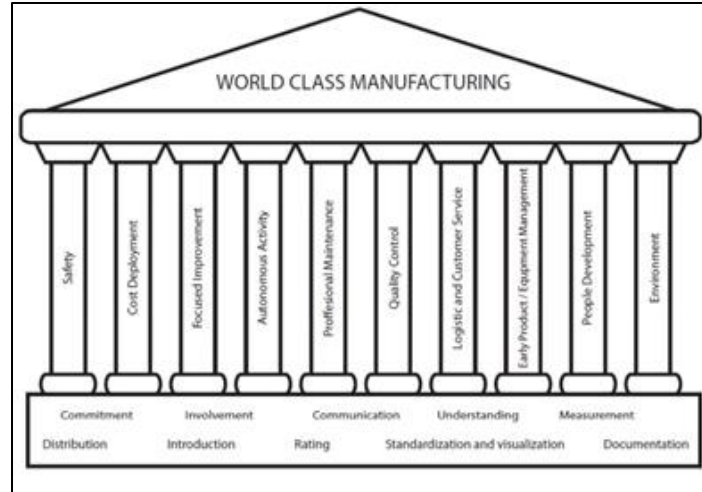 WORLD CLASS MANUFACTURING
Safety
Cost Deployment
Focused Improvement
Autonomous Activity
Proffesional Maintenance
Quality Control
Logistic and Customer Service
Early Product / Equpment Management
People Development
Environment
Commitment Involvement Communication Understanding Measurement
Distribution Introduction Rating Standardization and visualization Documentation